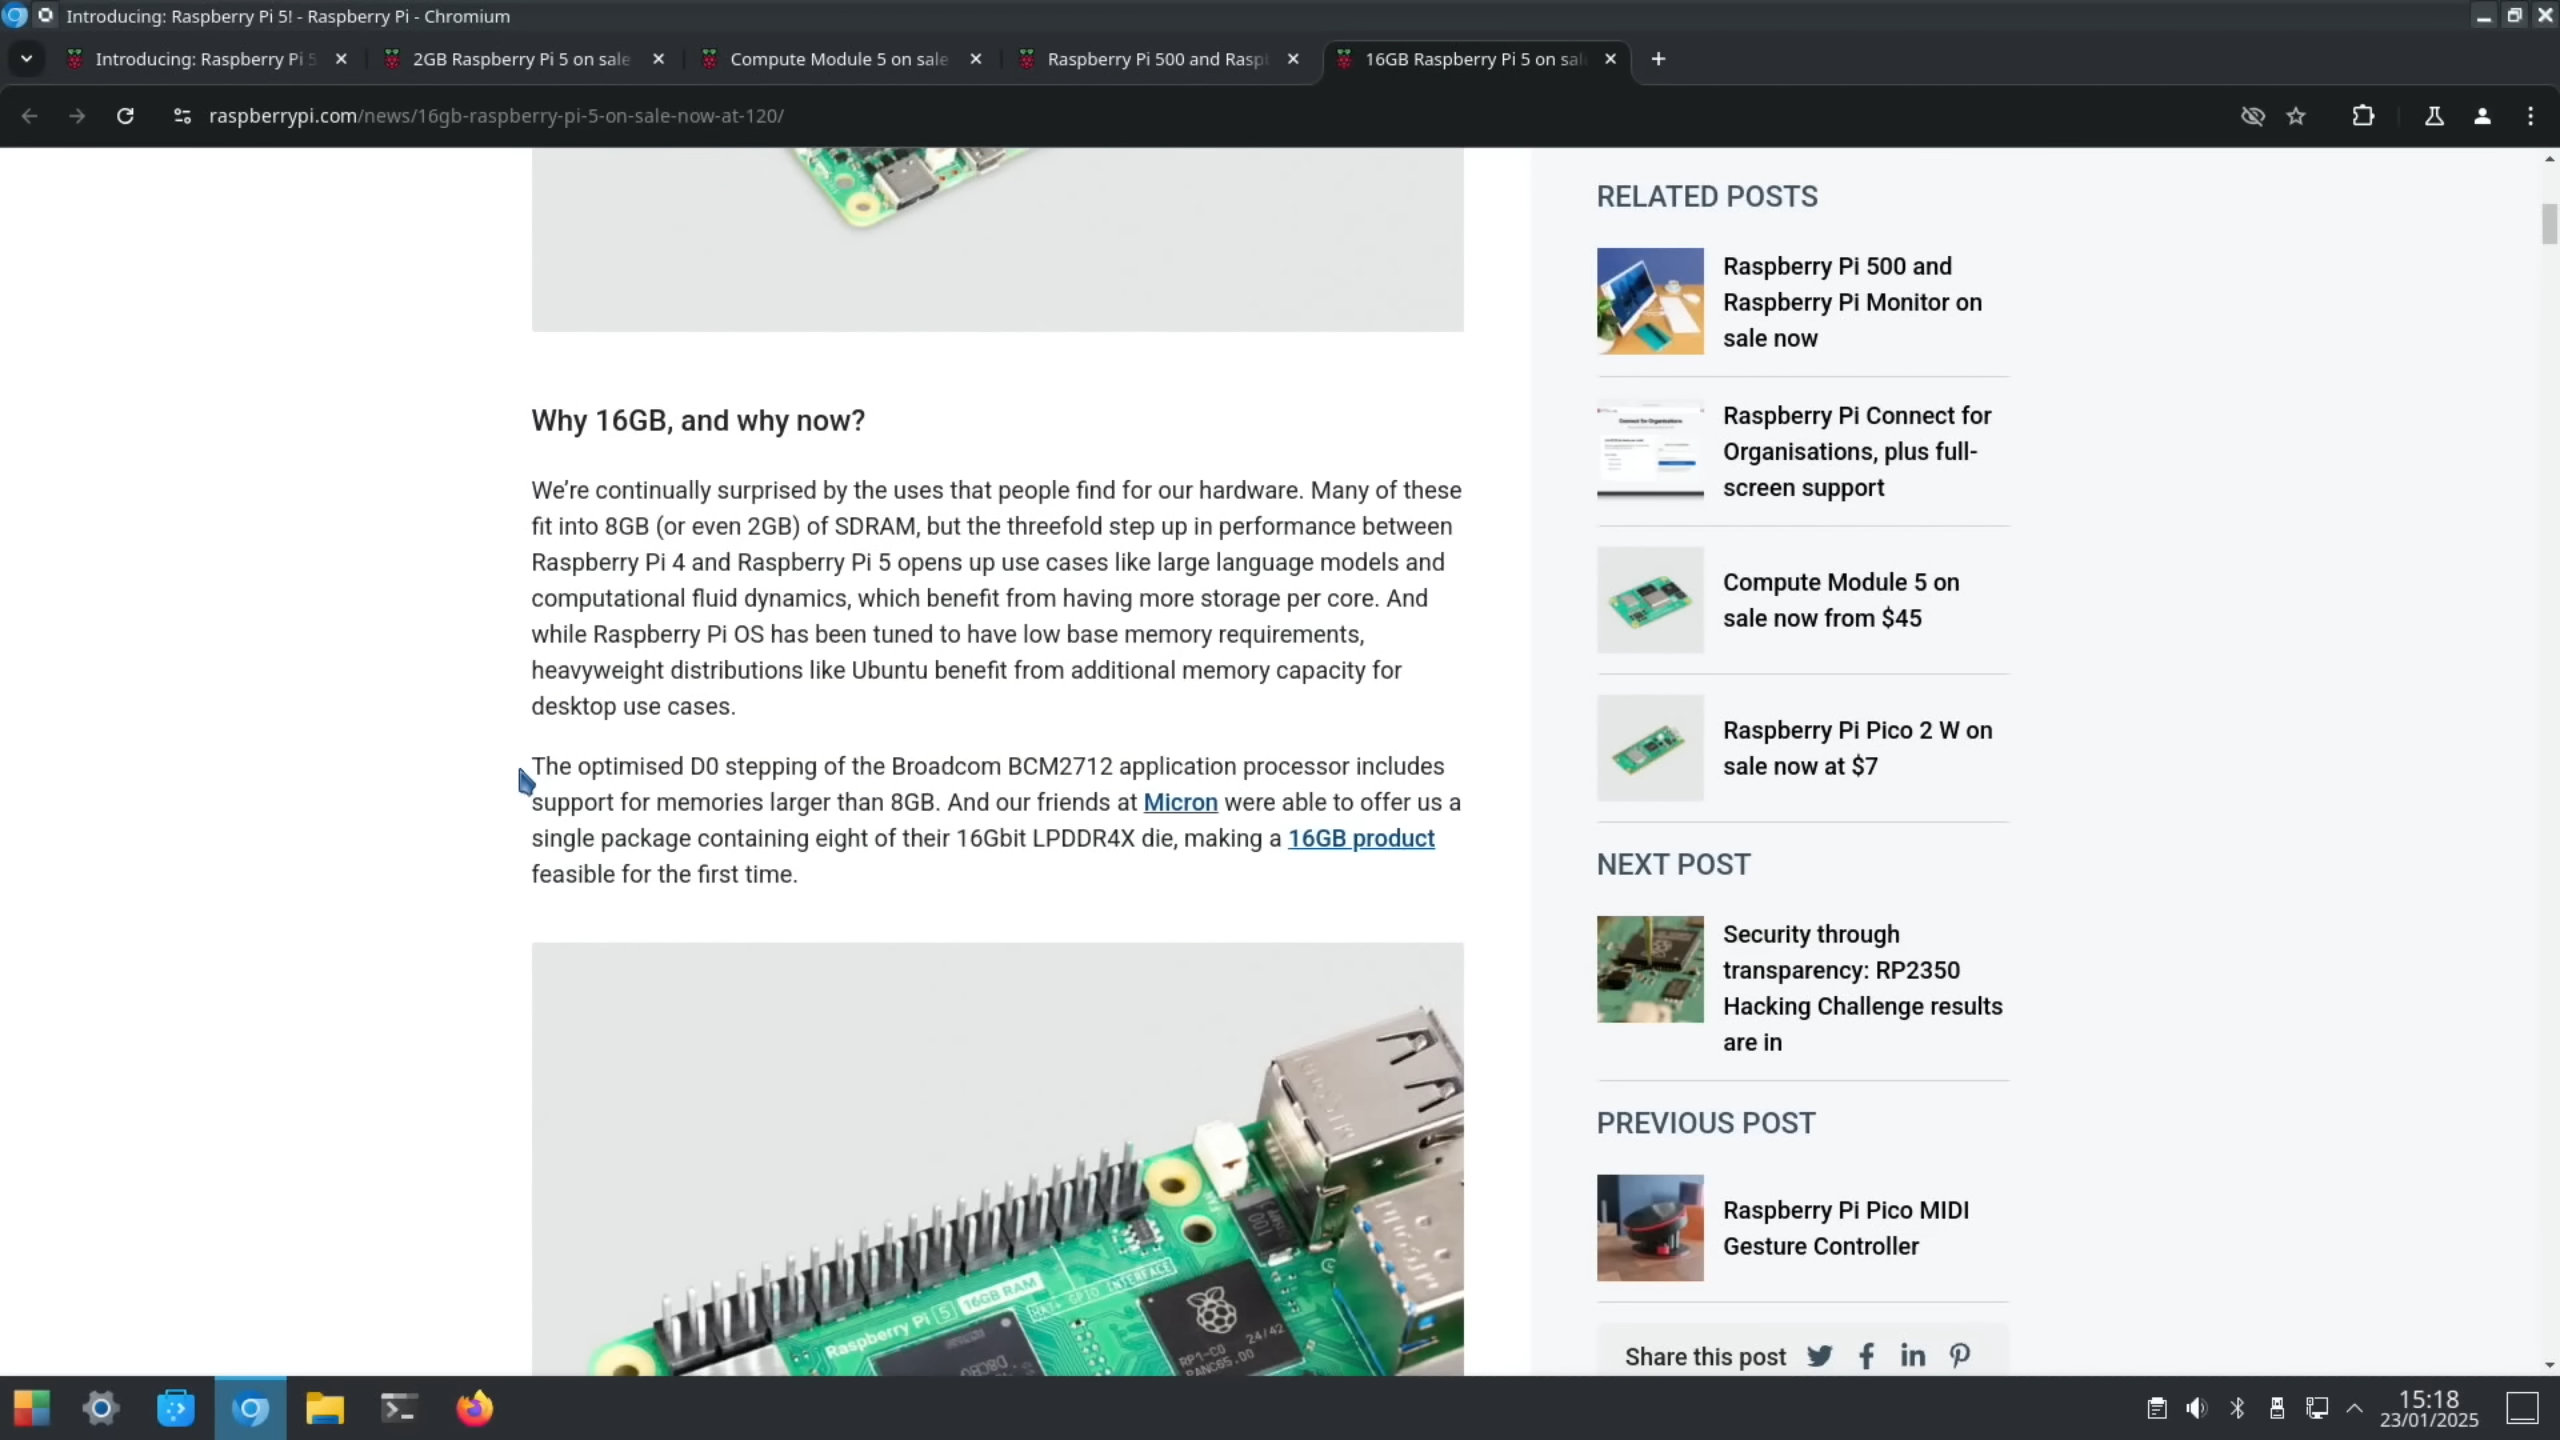 Introducing: Raspberry Pi 5! - Raspberry Pi - Chromium
Introducing: Raspberry Pi 5
2GB Raspberry Pi 5 on sale
Compute Module 5 on sale
Raspberry Pi 500 and Rasp
16GB Raspberry Pi 5 on sal
raspberrypi.com/news/16gb-raspberry-pi-5-on-sale-now-at-120/
Why 16GB, and why now?
We’re continually surprised by the uses that people find for our hardware. Many of these
fit into 8GB (or even 2GB) of SDRAM, but the threefold step up in performance between
Raspberry Pi 4 and Raspberry Pi 5 opens up use cases like large language models and
computational fluid dynamics, which benefit from having more storage per core. And
while Raspberry Pi OS has been tuned to have low base memory requirements,
heavyweight distributions like Ubuntu benefit from additional memory capacity for
desktop use cases.
The optimised D0 stepping of the Broadcom BCM2712 application processor includes
support for memories larger than 8GB. And our friends at Micron were able to offer us a
single package containing eight of their 16Gbit LPDDR4X die, making a 16GB product
feasible for the first time.
Raspberry Pi 5 16GB RAM
HAT+ GPIO INTERFACE
FAN
24/42
RP1-C0
RELATED POSTS
Raspberry Pi 500 and
Raspberry Pi Monitor on
sale now
Raspberry Pi Connect for
Organisations, plus full-
screen support
Compute Module 5 on
sale now from $45
Raspberry Pi Pico 2 W on
sale now at $7
NEXT POST
Security through
transparency: RP2350
Hacking Challenge results
are in
PREVIOUS POST
Raspberry Pi Pico MIDI
Gesture Controller
Share this post
15:18
23/01/2025